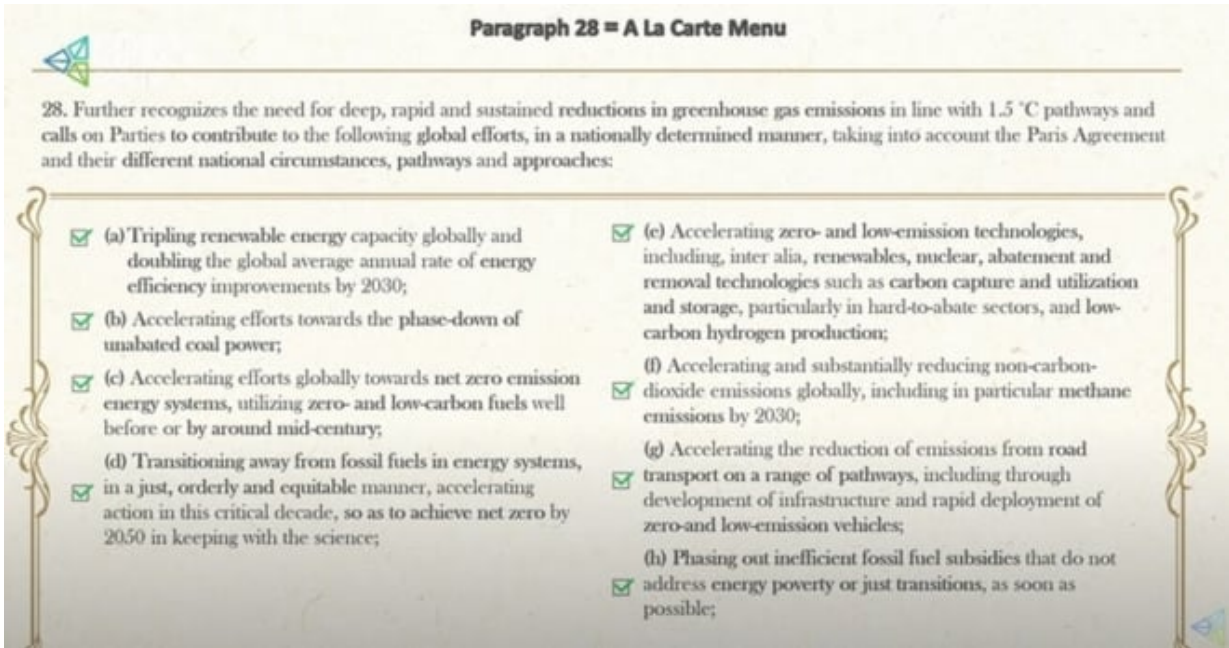 Paragraph 28 = A La Carte Menu
28. Further recognizes the need for deep, rapid and sustained reductions in greenhouse gas emissions in line with 1.5 °C pathways and
calls on Parties to contribute to the following global efforts, in a nationally determined manner, taking into account the Paris Agreement
and their different national circumstances, pathways and approaches:
(a) Tripling renewable energy capacity globally and
doubling the global average annual rate of energy
efficiency improvements by 2030;
(b) Accelerating efforts towards the phase-down of
unabated coal power;
(c) Accelerating efforts globally towards net zero emission
energy systems, utilizing zero- and low-carbon fuels well
before or by around mid-century;
(d) Transitioning away from fossil fuels in energy systems,
in a just, orderly and equitable manner, accelerating
action in this critical decade, so as to achieve net zero by
2050 in keeping with the science;
(e) Accelerating zero- and low-emission technologies,
including, inter alia, renewables, nuclear, abatement and
removal technologies such as carbon capture and utilization
and storage, particularly in hard-to-abate sectors, and low-
carbon hydrogen production;
(f) Accelerating and substantially reducing non-carbon-
dioxide emissions globally, including in particular methane
emissions by 2030;
(g) Accelerating the reduction of emissions from road
transport on a range of pathways, including through
development of infrastructure and rapid deployment of
zero-and low-emission vehicles;
(h) Phasing out inefficient fossil fuel subsidies that do not
address energy poverty or just transitions, as soon as
possible;